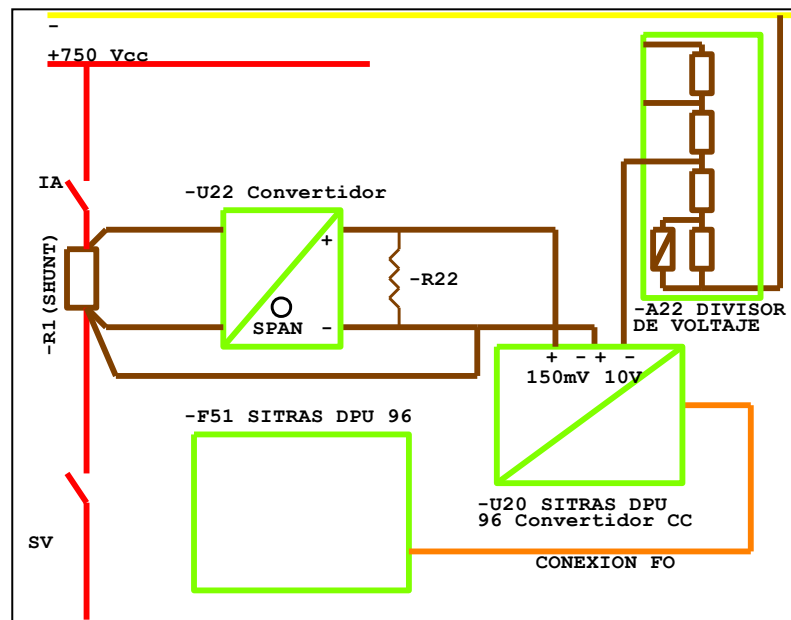 -
+750 Vcc
IA
-U22 Convertidor
+
-R1(SHUNT)
-R22
SPAN
-
-A22 DIVISOR
DE VOLTAJE
+ - + -
150mV 10V
-F51 SITRAS DPU 96
-U20 SITRAS DPU
96 Convertidor CC
SV
CONEXION FO